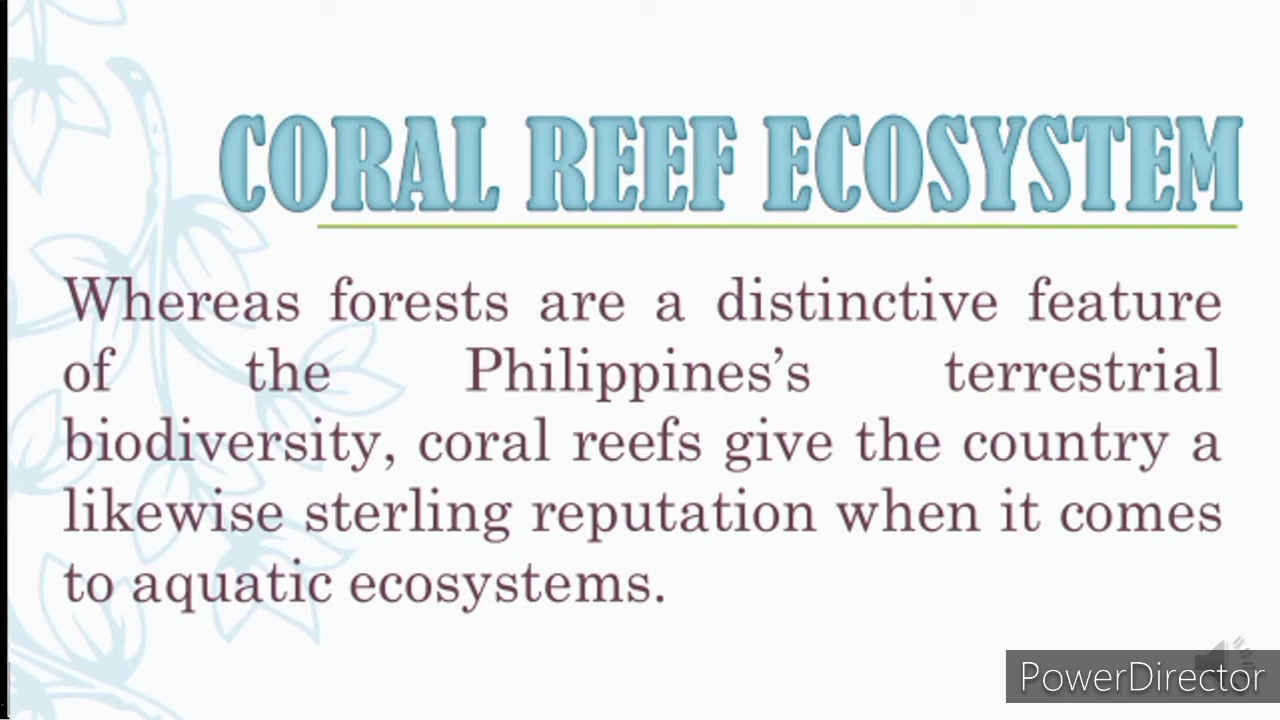 CORAL REEF ECOSYSTEM
Whereas forests are a distinctive feature
of the Philippines’s terrestrial
biodiversity, coral reefs give the country a
likewise sterling reputation when it comes
to aquatic ecosystems.
PowerDirector